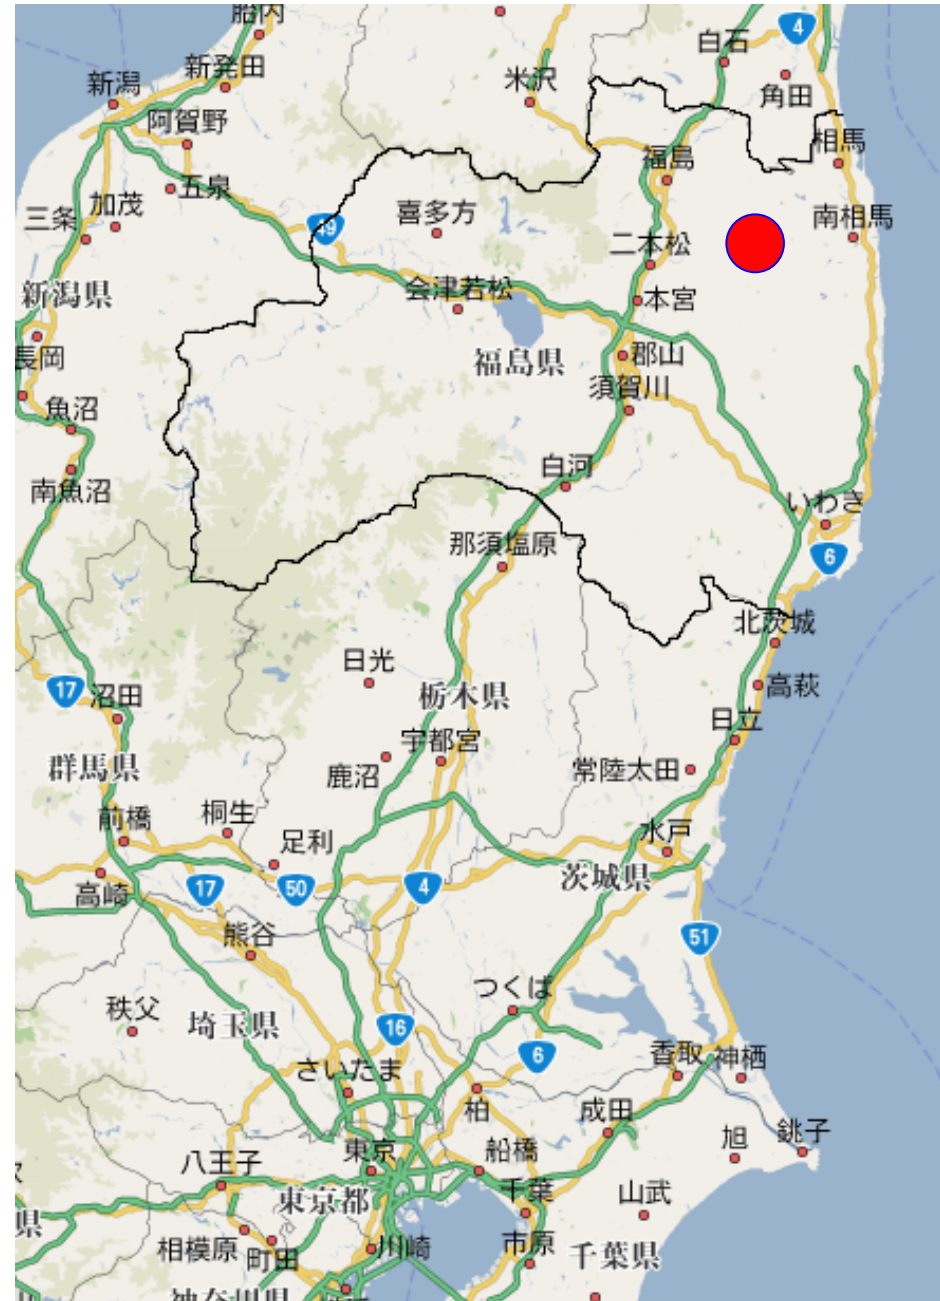 胎内
4
白石
新発田
米沢
新潟
角田
阿賀野
相馬
福島
五泉
加茂
喜多方
三条
49
南相馬
二本松
新潟県
会津若松
本宮
長岡
福島県
郡山
須賀川
魚沼
白河
南魚沼
いわき
那須塩原
6
北茨城
日光
17
沼田
栃木県
高萩
日立
宇都宮
群馬県
鹿沼
常陸太田
桐生
前橋
足利
水戸
茨城県
高崎
17
50
4
熊谷
51
つくば
秩父
埼玉県
16
6
香取
神栖
さいたま
柏
成田
旭
銚子
東京
船橋
八王子
千葉
東京都
山武
県
相模原
町田
川崎
市原
千葉県
神奈川県